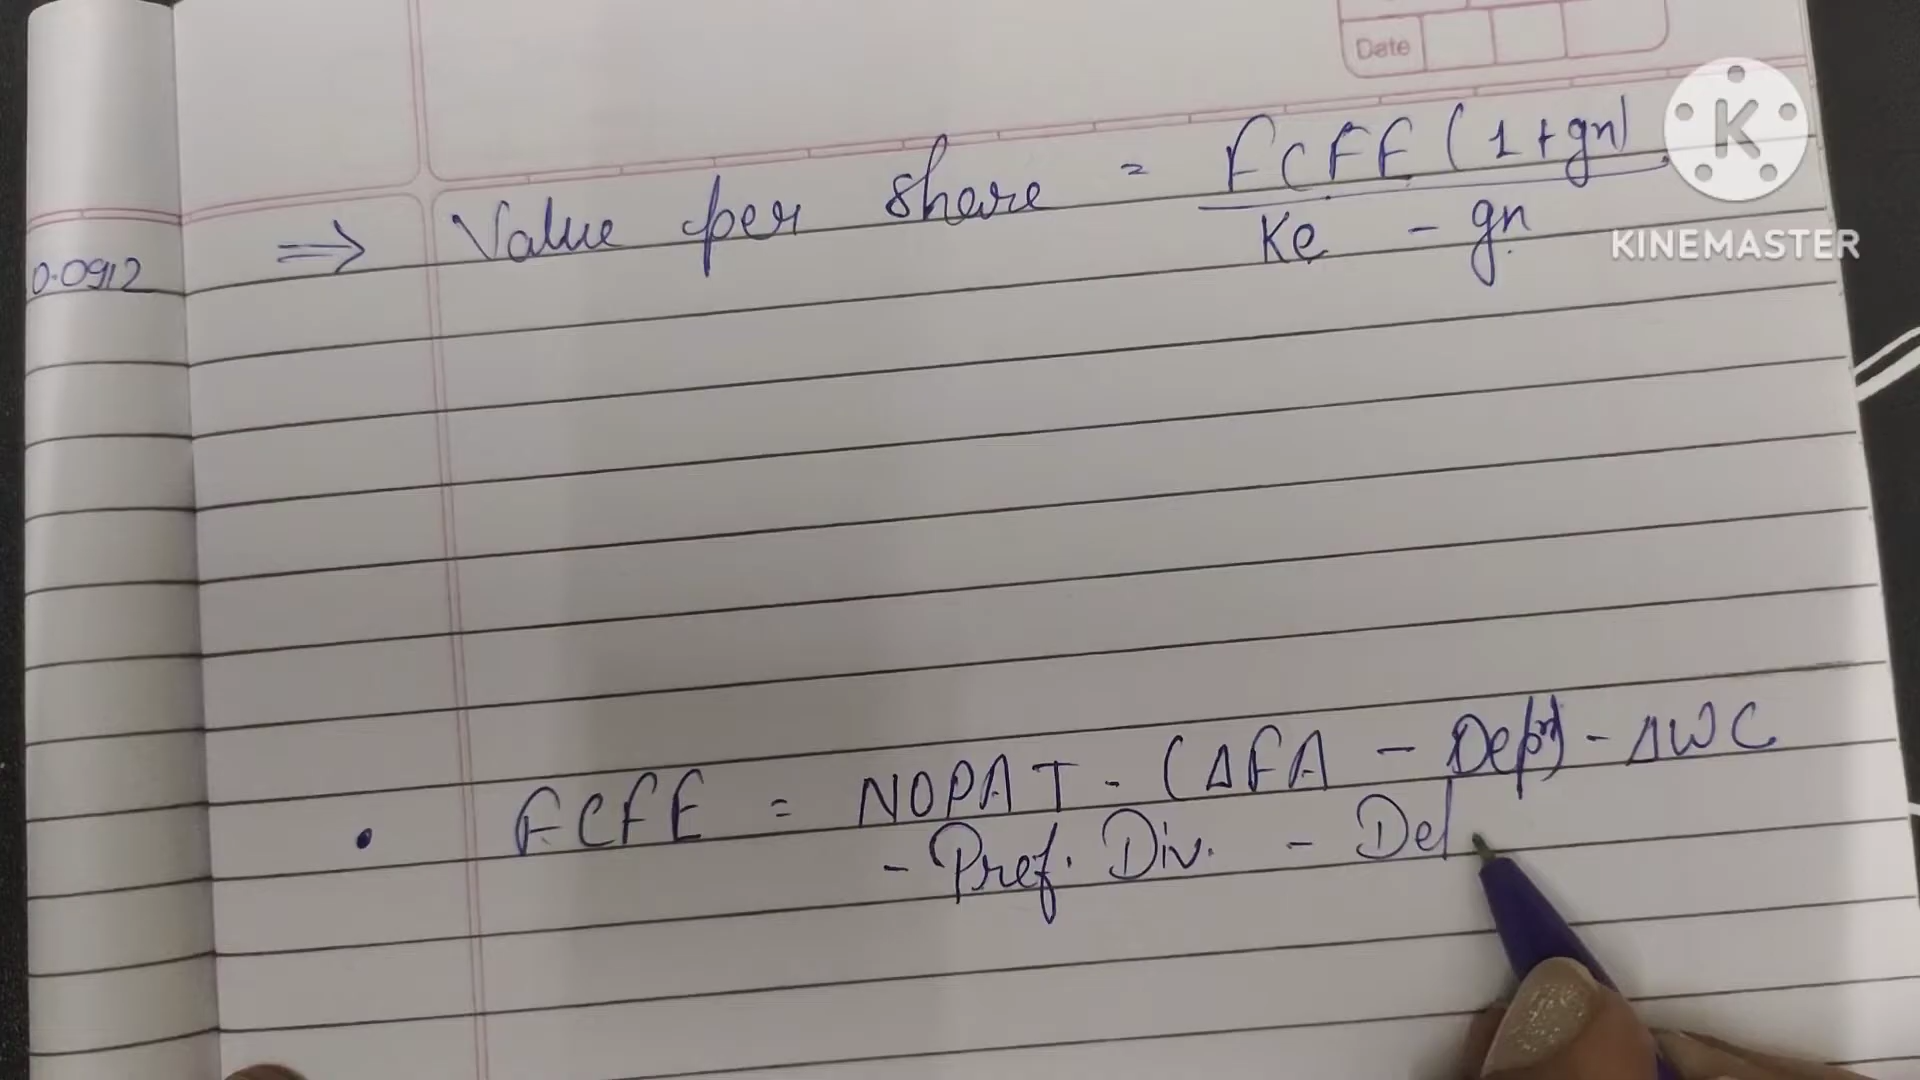 Date
⇒ Value per share = FCFE (1 + gn)
Ke - gn
KINEMASTER
0.0912
• FCFE = NOPAT - (ΔFA - Depn) - ΔWC
- Pref. Div. - Del